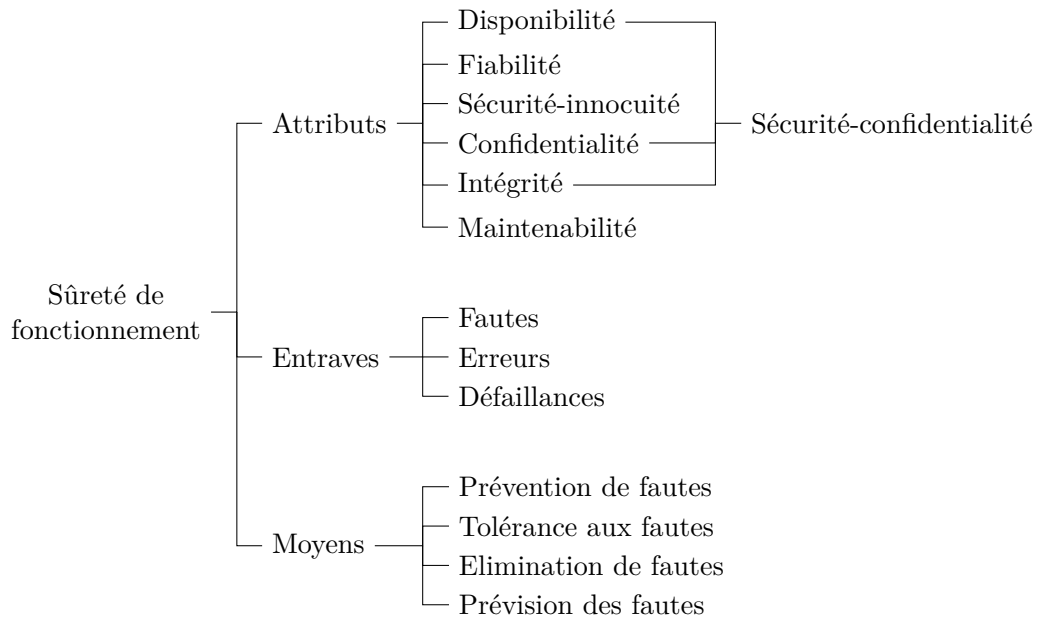 Sûreté de
fonctionnement
Attributs
Disponibilité
Fiabilité
Sécurité-innocuité
Confidentialité
Intégrité
Maintenabilité
Sécurité-confidentialité
Entraves
Fautes
Erreurs
Défaillances
Moyens
Prévention de fautes
Tolérance aux fautes
Elimination de fautes
Prévision des fautes